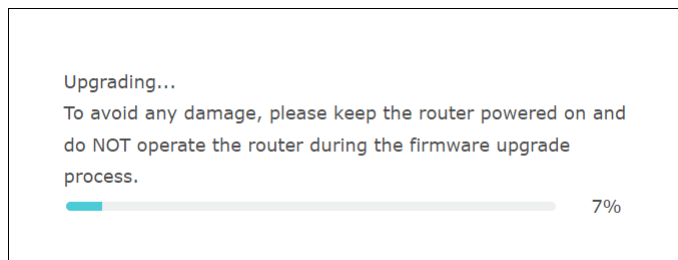 Upgrading...
To avoid any damage, please keep the router powered on and
do NOT operate the router during the firmware upgrade
process.
7%